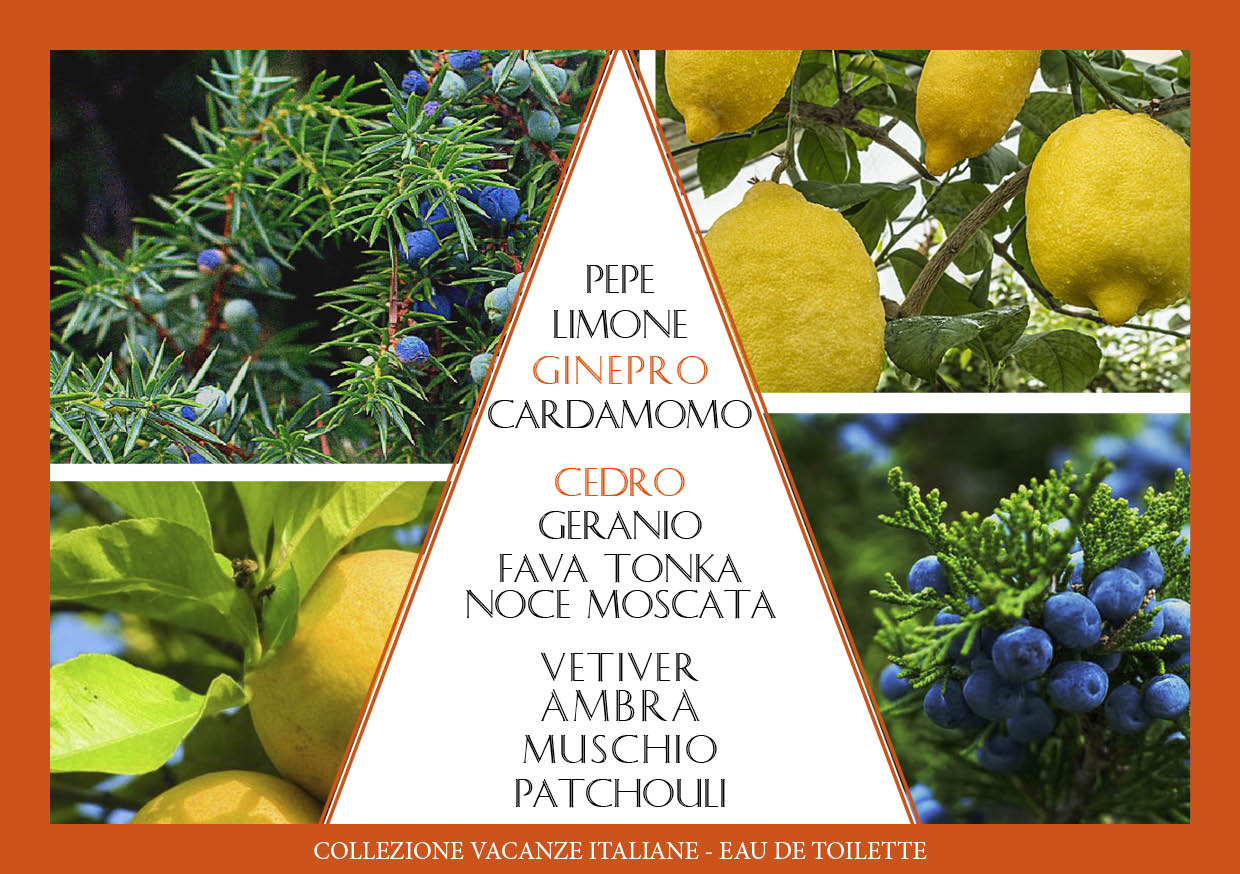 PEPE
LIMONE
GINEPRO
CARDAMOMO
CEDRO
GERANIO
FAVA TONKA
NOCE MOSCATA
VETIVER
AMBRA
MUSCHIO
PATCHOULI
COLLEZIONE VACANZE ITALIANE - EAU DE TOILETTE